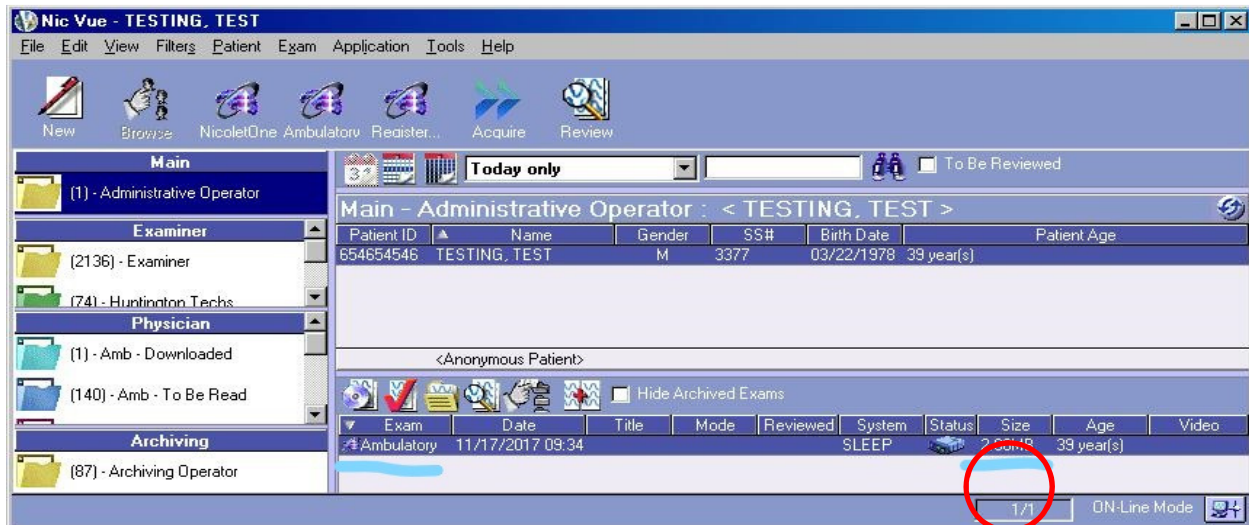 Nic Vue - TESTING, TEST
File Edit View Filters Patient Exam Application Tools Help
New Browse NicoletOne Ambulatory Register... Acquire Review
Main
(1) - Administrative Operator
Examiner
(2136) - Examiner
(74) - Huntington Techs
Physician
(1) - Amb - Downloaded
(140) - Amb - To Be Read
Archiving
(87) - Archiving Operator
Today only To Be Reviewed
Main - Administrative Operator : < TESTING, TEST >
Patient ID Name Gender SS# Birth Date Patient Age
654654546 TESTING, TEST M 3377 03/22/1978 39 year(s)
<Anonymous Patient>
Hide Archived Exams
Exam Date Title Mode Reviewed System Status Size Age Video
Ambulatory 11/17/2017 09:34 SLEEP 39 year(s)
1/1 ON-Line Mode